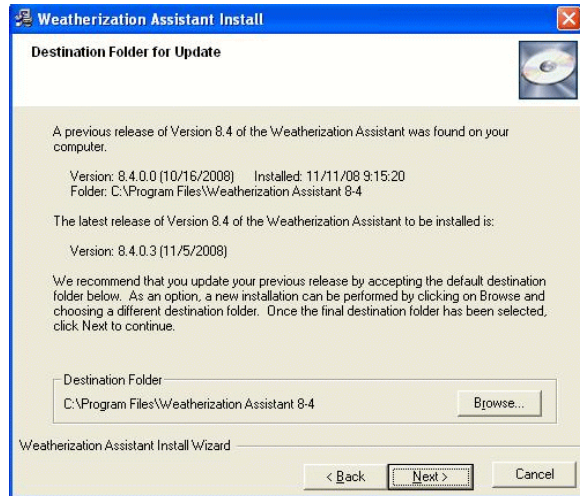 Weatherization Assistant Install
Destination Folder for Update
A previous release of Version 8.4 of the Weatherization Assistant was found on your
computer.
Version: 8.4.0.0 (10/16/2008) Installed: 11/11/08 9:15:20
Folder: C:\Program Files\Weatherization Assistant 8-4
The latest release of Version 8.4 of the Weatherization Assistant to be installed is:
Version: 8.4.0.3 (11/5/2008)
We recommend that you update your previous release by accepting the default destination
folder below. As an option, a new installation can be performed by clicking on Browse and
choosing a different destination folder. Once the final destination folder has been selected,
click Next to continue.
Destination Folder
C:\Program Files\Weatherization Assistant 8-4
Browse...
Weatherization Assistant Install Wizard
< Back
Next >
Cancel